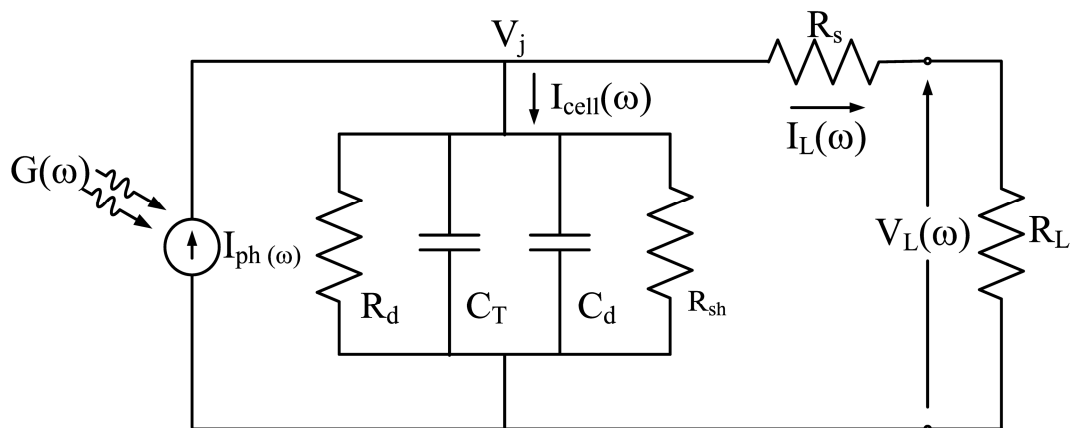 V_j
R_s
I_cell(ω)
I_L(ω)
G(ω)
I_ph (ω)
R_d
C_T
C_d
R_sh
V_L(ω)
R_L